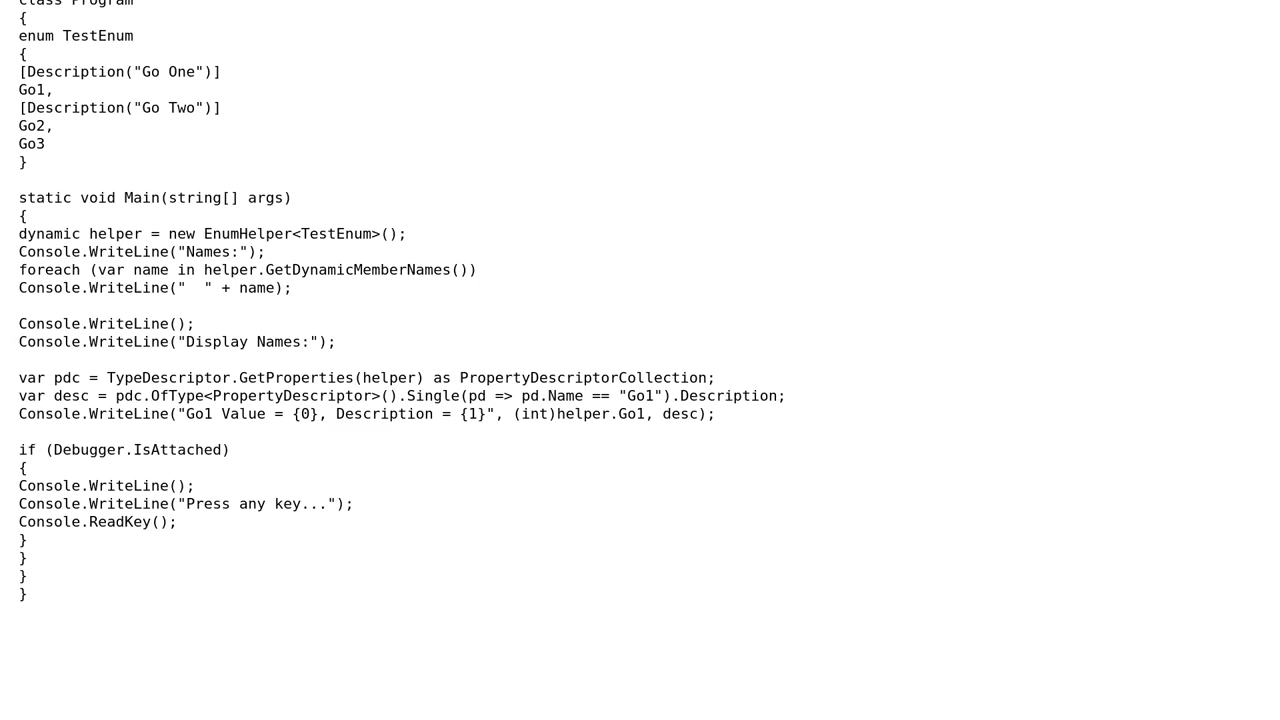 class Program
{
enum TestEnum
{
[Description("Go One")]
Go1,
[Description("Go Two")]
Go2,
Go3
}

static void Main(string[] args)
{
dynamic helper = new EnumHelper<TestEnum>();
Console.WriteLine("Names:");
foreach (var name in helper.GetDynamicMemberNames())
Console.WriteLine("  " + name);

Console.WriteLine();
Console.WriteLine("Display Names:");

var pdc = TypeDescriptor.GetProperties(helper) as PropertyDescriptorCollection;
var desc = pdc.OfType<PropertyDescriptor>().Single(pd => pd.Name == "Go1").Description;
Console.WriteLine("Go1 Value = {0}, Description = {1}", (int)helper.Go1, desc);

if (Debugger.IsAttached)
{
Console.WriteLine();
Console.WriteLine("Press any key...");
Console.ReadKey();
}
}
}
}